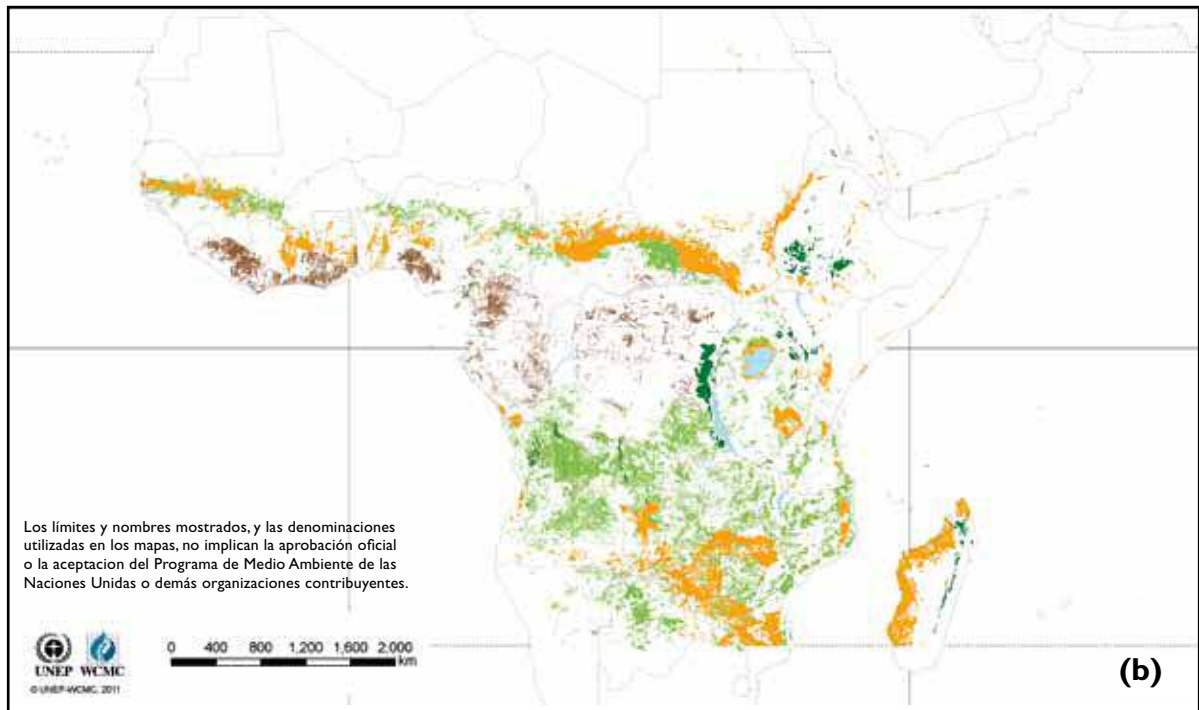 Los límites y nombres mostrados, y las denominaciones
utilizadas en los mapas, no implican la aprobación oficial
o la aceptacion del Programa de Medio Ambiente de las
Naciones Unidas o demás organizaciones contribuyentes.
UNEP WCMC
© UNEP-WCMC, 2011
0 400 800 1,200 1,600 2,000
km
(b)